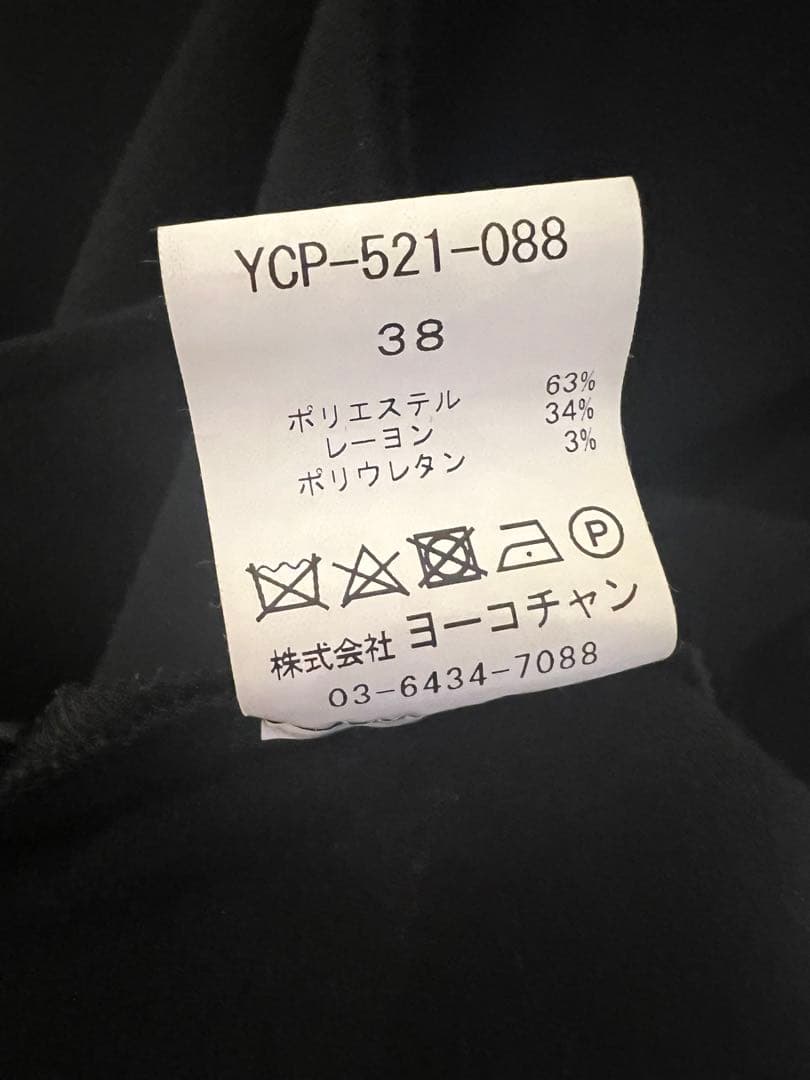 YCP-521-088
38
ポリエステル 63%
レーヨン 34%
ポリウレタン 3%
P
株式会社 ヨーコチャン
03-6434-7088